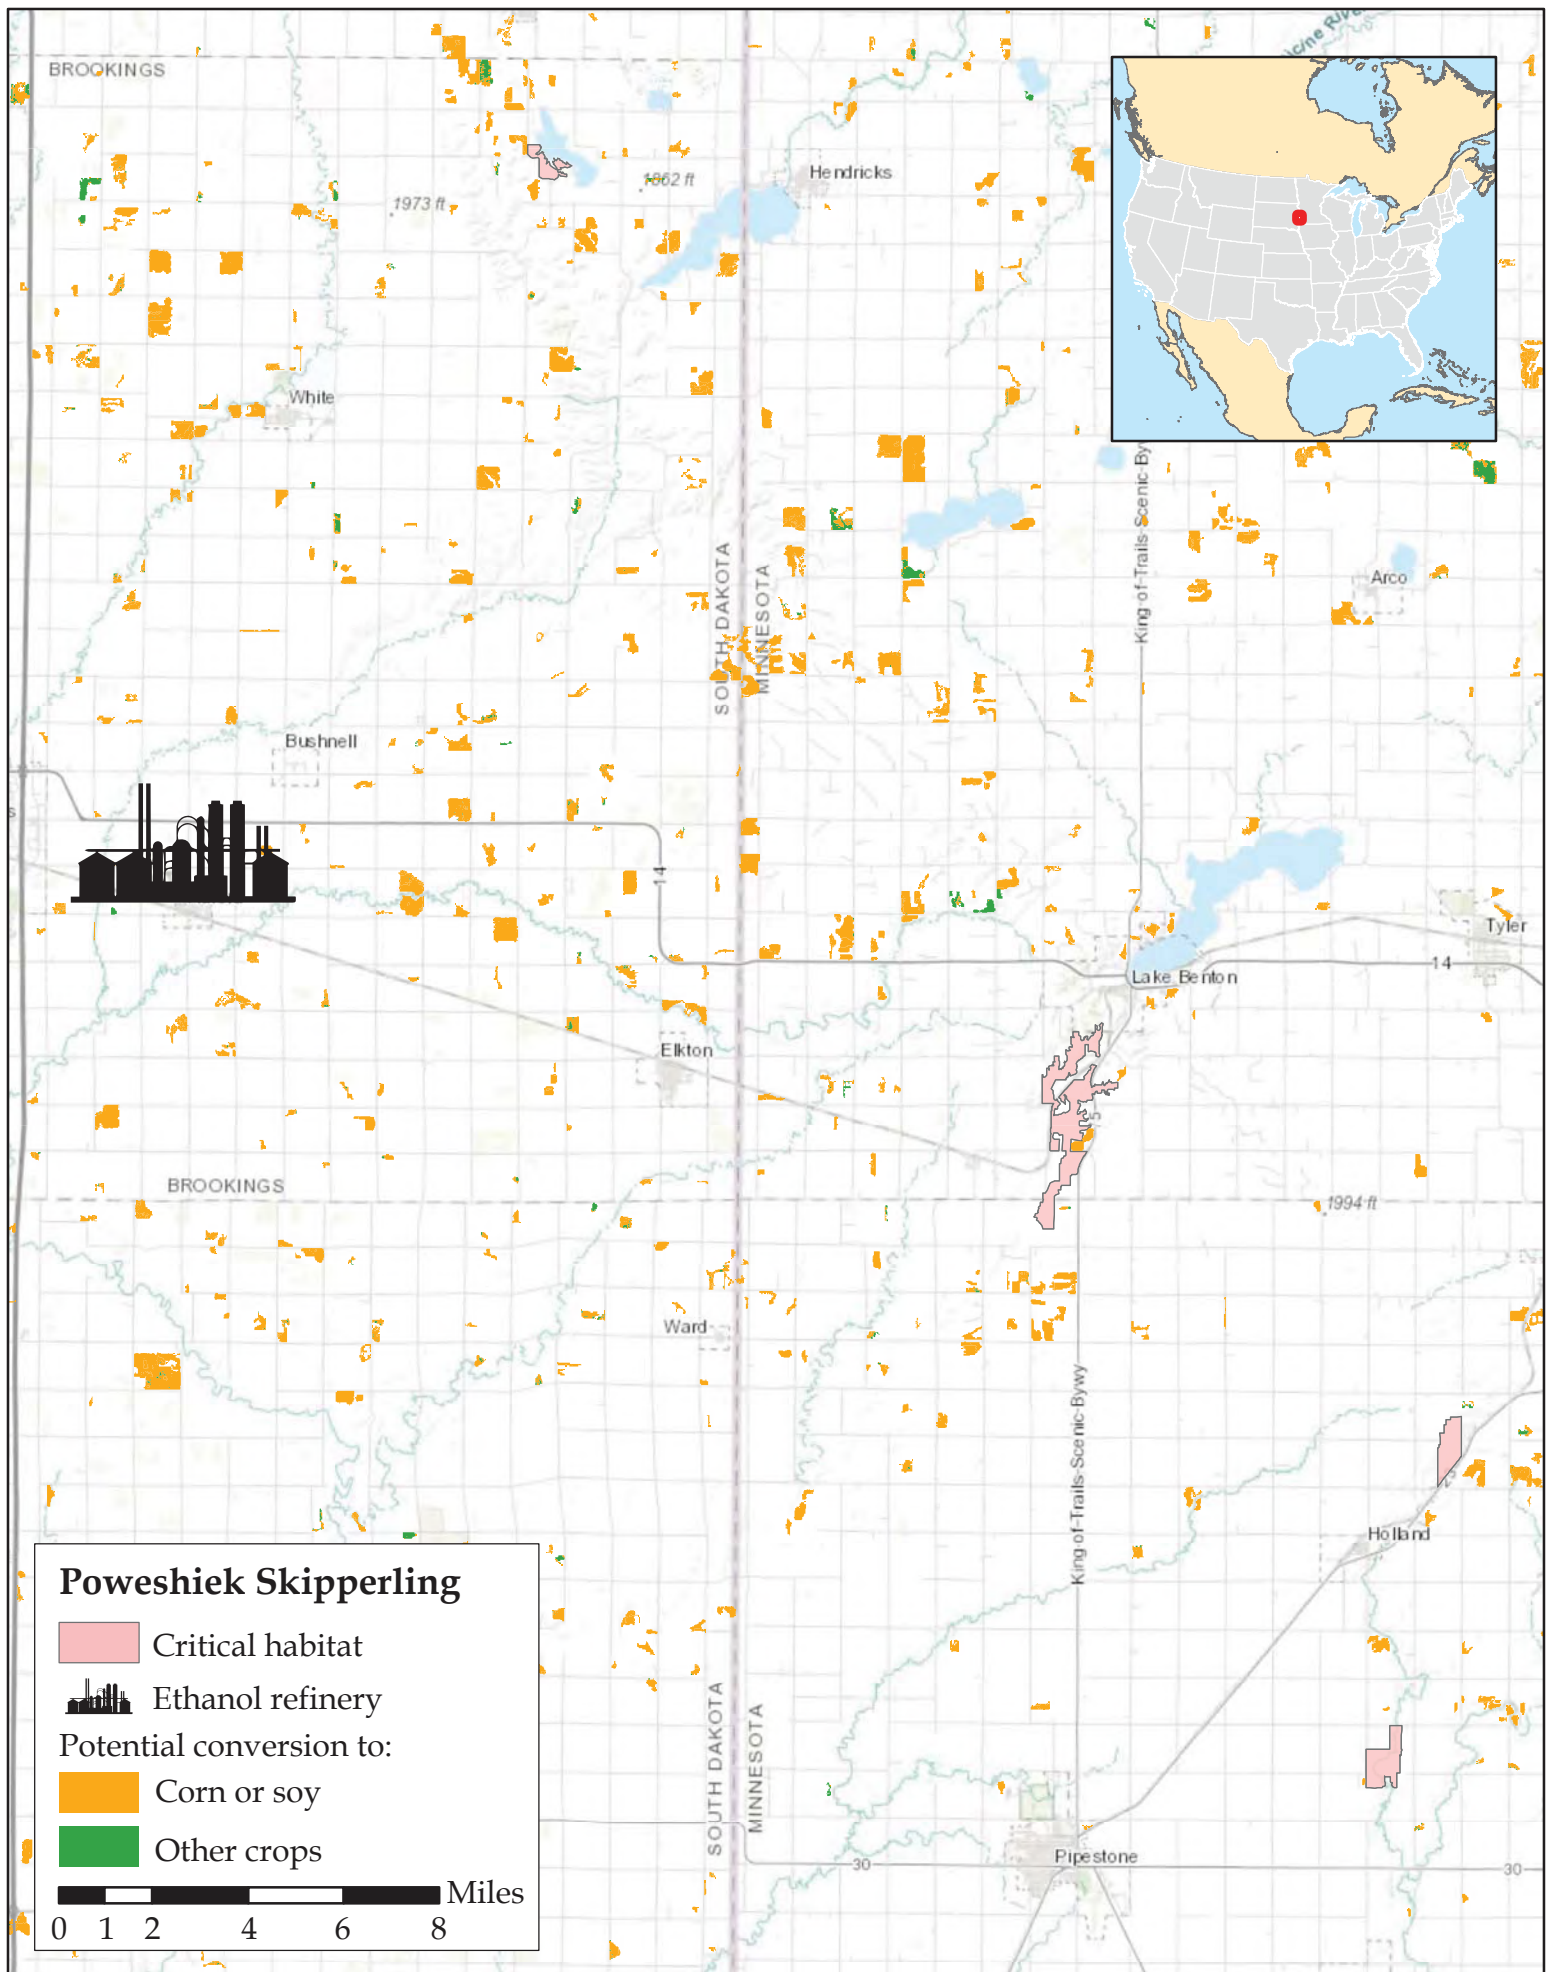 BROOKINGS
Hendricks
1862 ft
1973 ft
White
King-of-Trails-Scenic-Byw
SOUTH DAKOTA
MINNESOTA
Arco
Bushnell
s
14
Tyler
Lake Benton
14
Elkton
BROOKINGS
1994 ft
Ward
King-of-Trails-Scenic-Bywy
Holland
SOUTH DAKOTA
MINNESOTA
Pipestone
30
30
Poweshiek Skipperling
Critical habitat
Ethanol refinery
Potential conversion to:
Corn or soy
Other crops
Miles
0 1 2 4 6 8